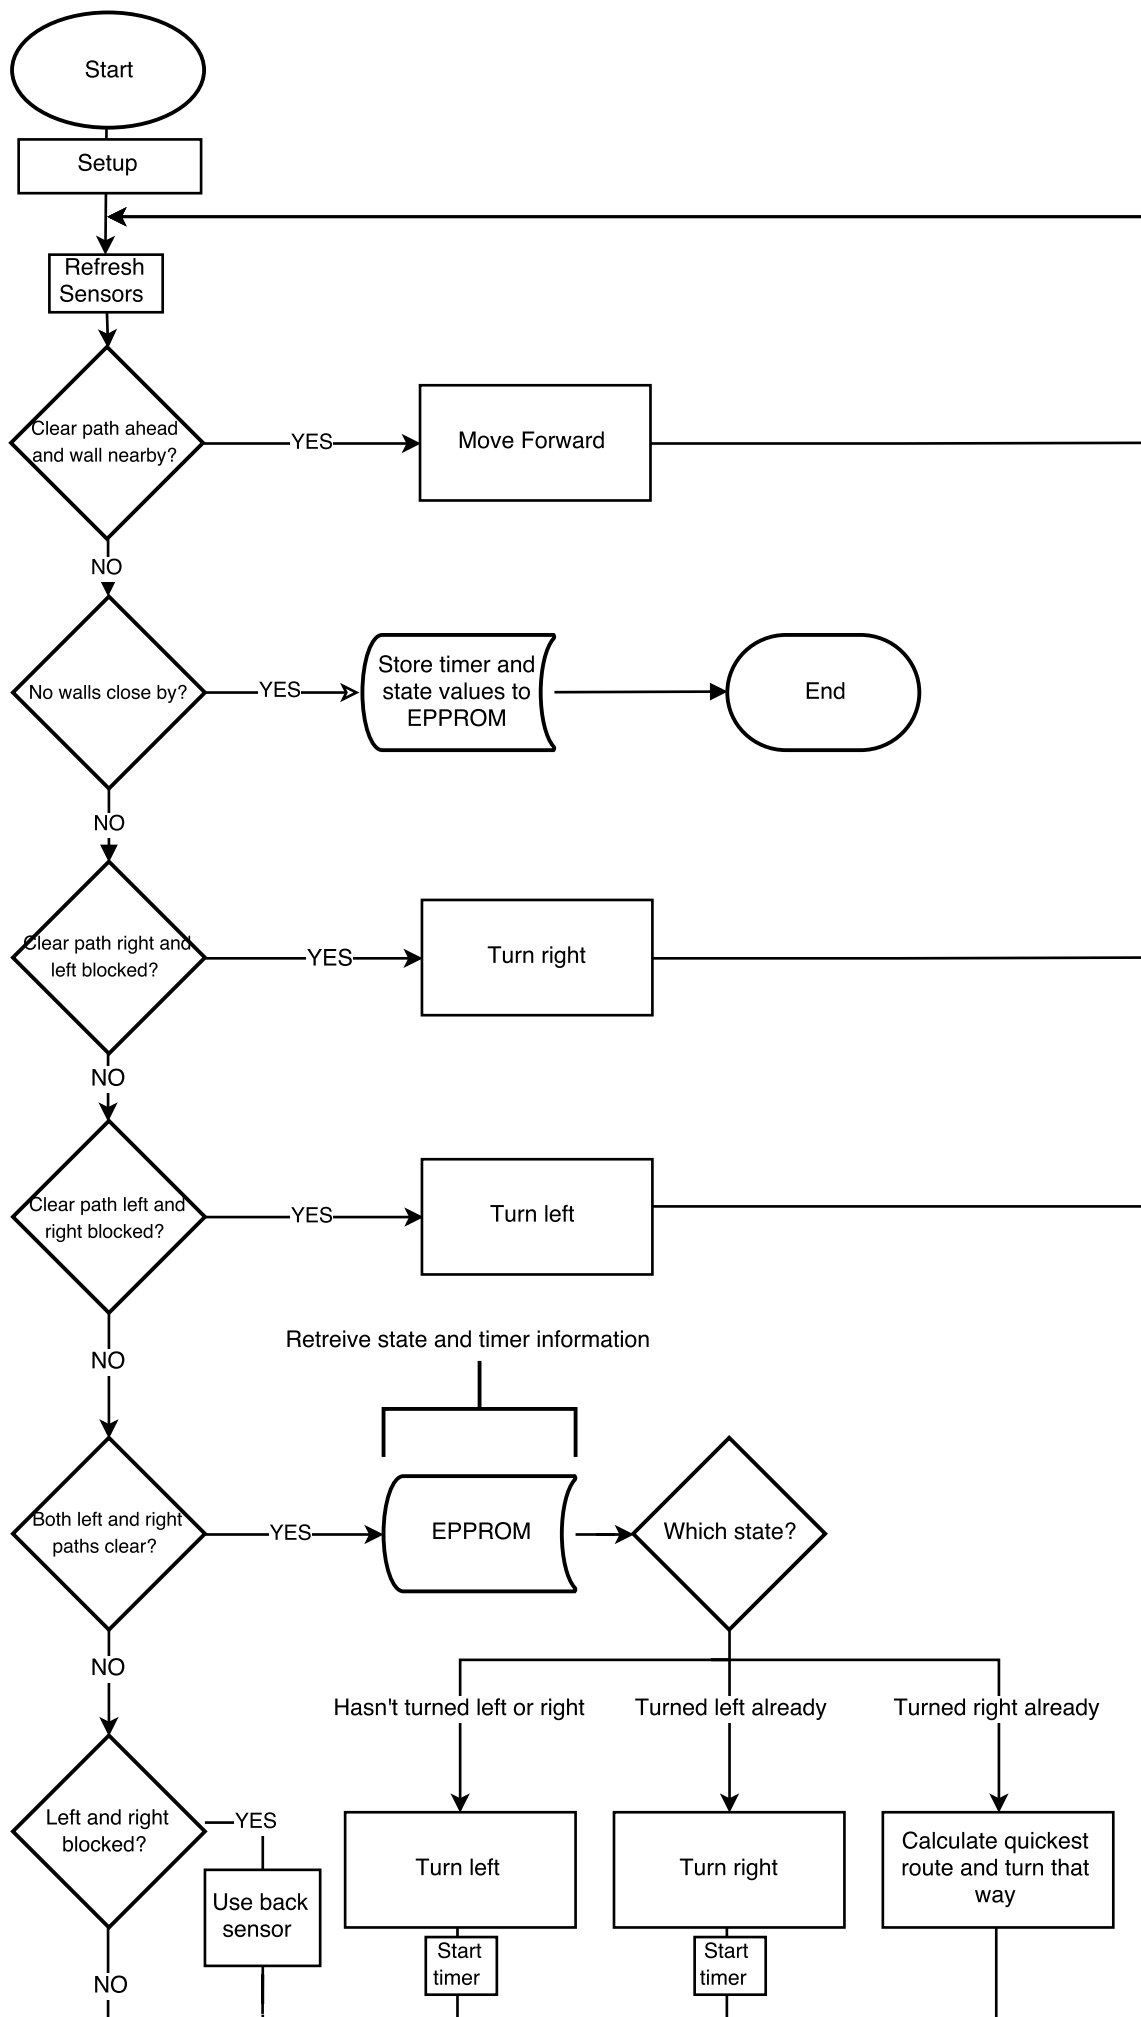 Start
Setup
Refresh
Sensors
Clear path ahead
and wall nearby?
YES
Move Forward
NO
No walls close by?
YES
Store timer and
state values to
EPPROM
End
NO
Clear path right and
left blocked?
YES
Turn right
NO
Clear path left and
right blocked?
YES
Turn left
Retreive state and timer information
NO
Both left and right
paths clear?
YES
EPPROM
Which state?
NO
Hasn't turned left or right
Turned left already
Turned right already
Left and right
blocked?
YES
Use back
sensor
Turn left
Turn right
Calculate quickest
route and turn that
way
Start
timer
Start
timer
NO